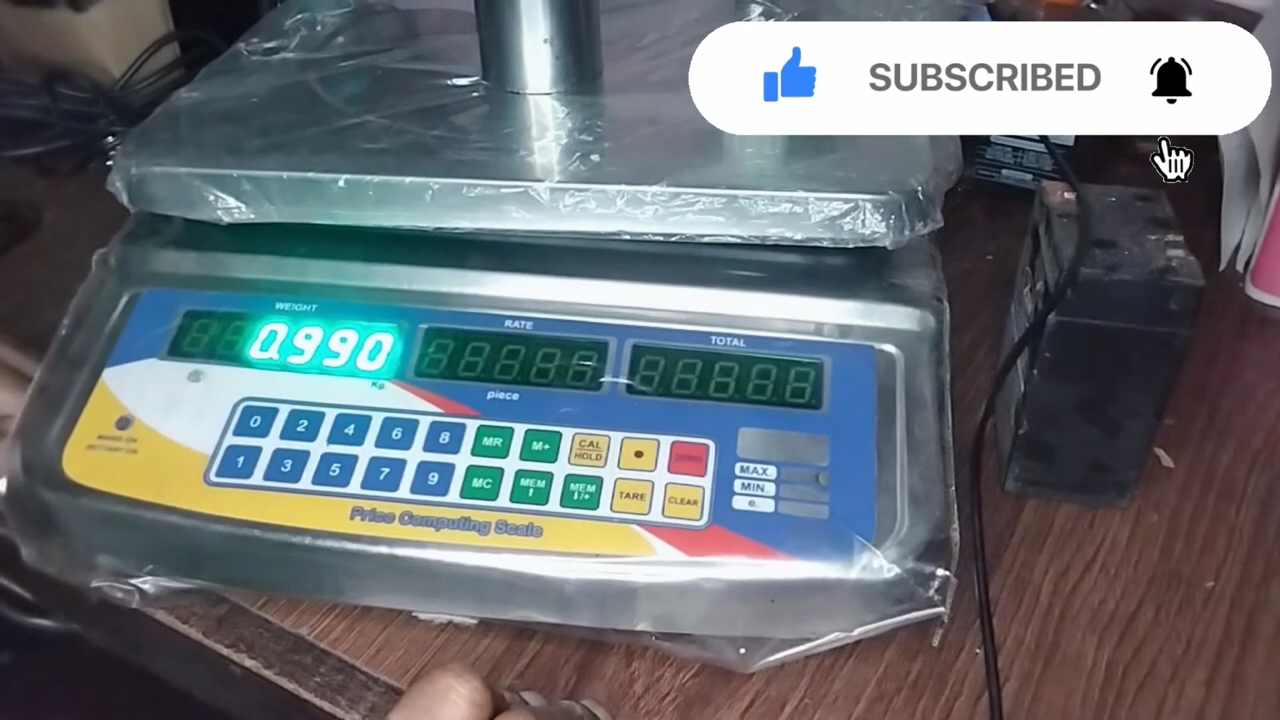 SUBSCRIBED
WEIGHT
RATE
TOTAL
0.990
Kg
piece
0 2 4 6 8 MR M+ CAL HOLD • ZERO
1 3 5 7 9 MC MEM ↑ MEM ↓/+ TARE CLEAR
MAX.
MIN.
e.
Price Computing Scale